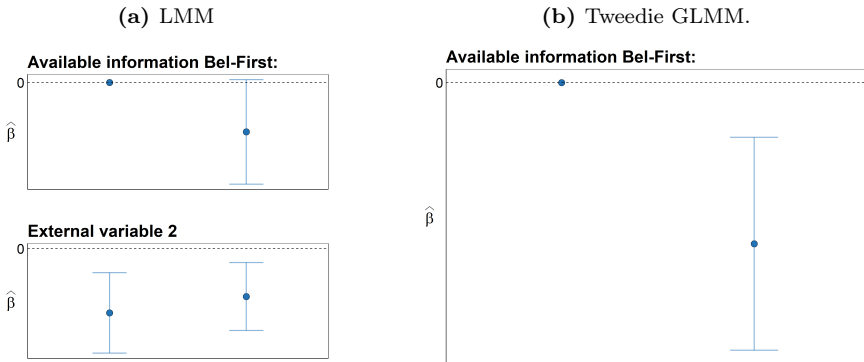 (a) LMM
Available information Bel-First:
0
β̂
External variable 2
0
β̂
(b) Tweedie GLMM.
Available information Bel-First:
0
β̂